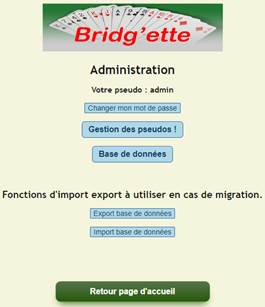 Bridg'ette
Administration
Votre pseudo : admin
Changer mon mot de passe
Gestion des pseudos !
Base de données
Fonctions d'import export à utiliser en cas de migration.
Export base de données
Import base de données
Retour page d'accueil